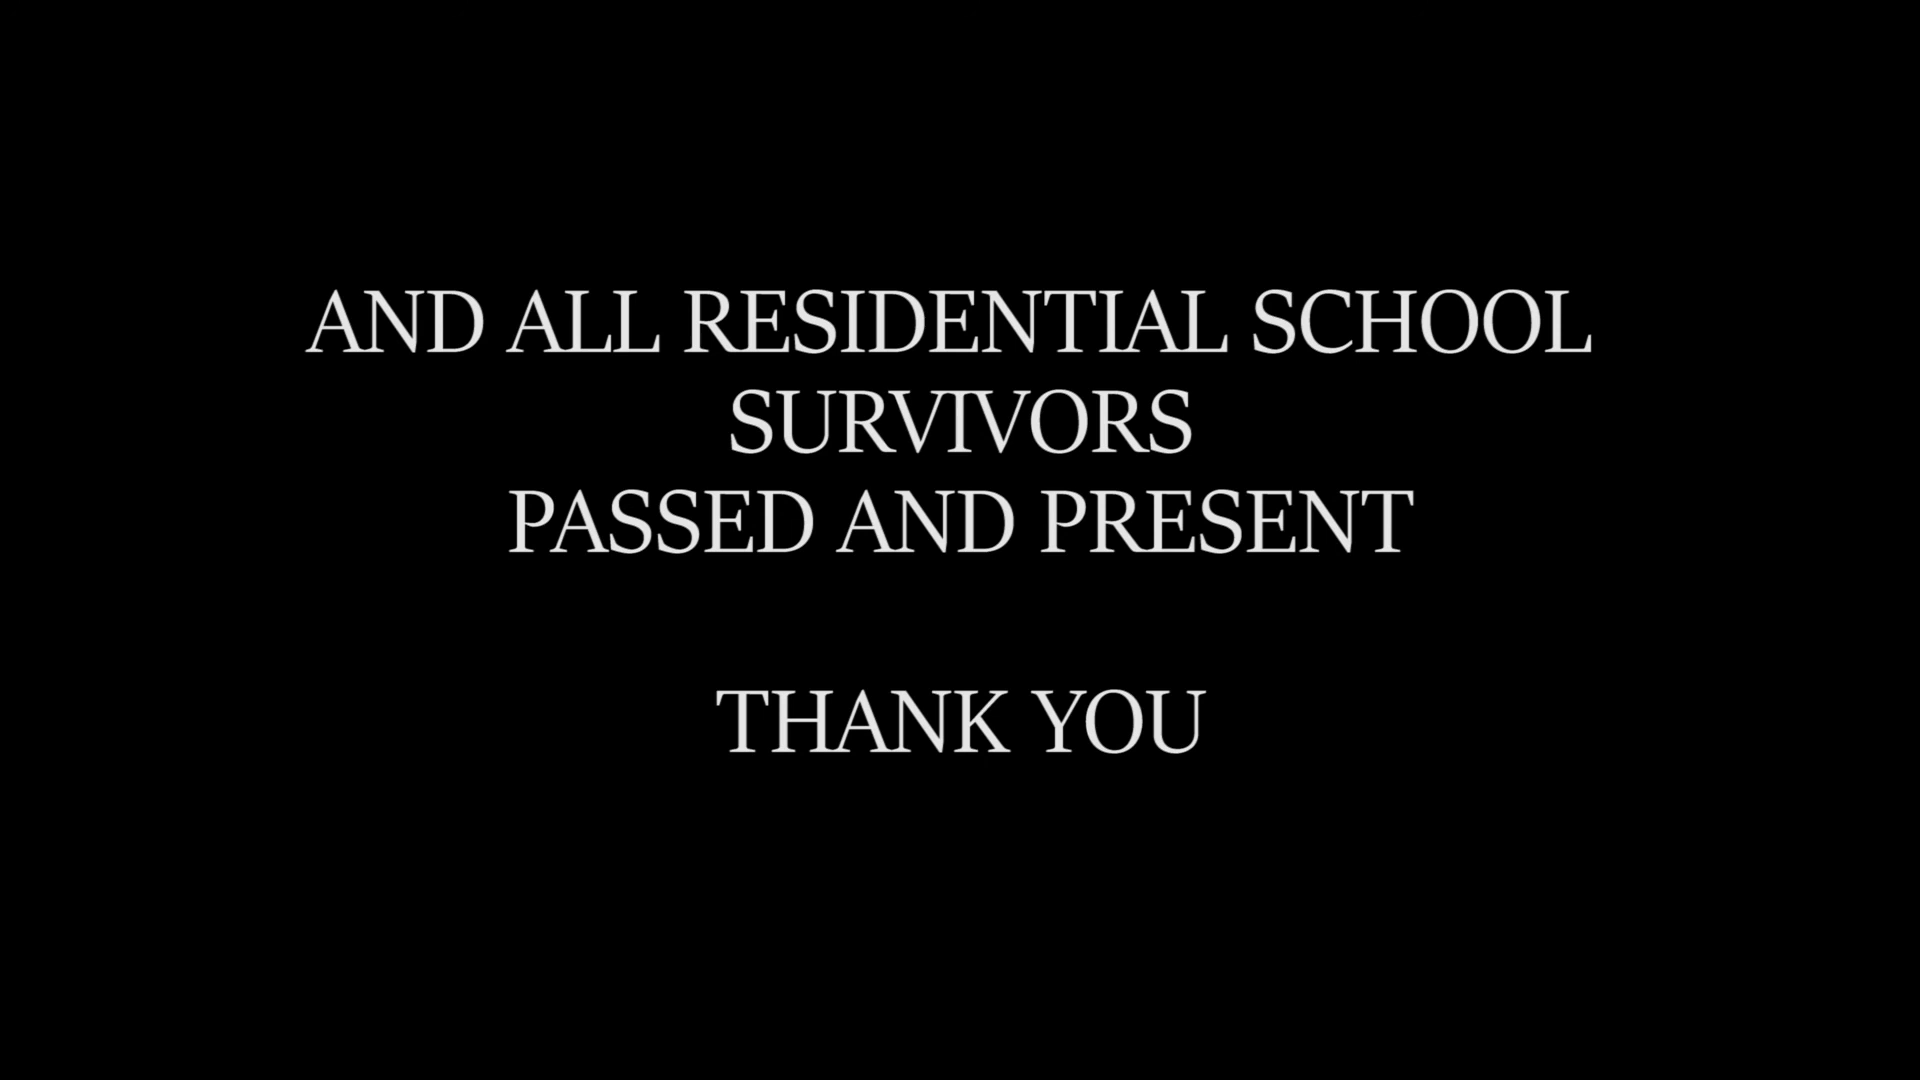 AND ALL RESIDENTIAL SCHOOL
SURVIVORS
PASSED AND PRESENT
THANK YOU